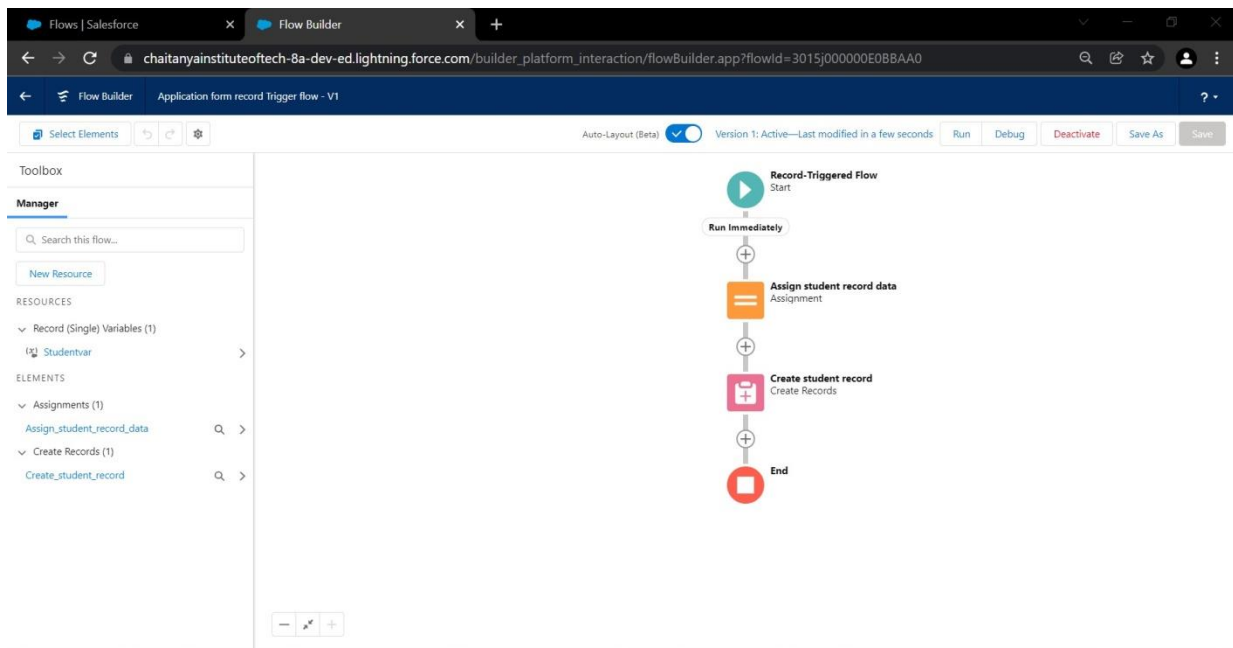 Flows | Salesforce
Flow Builder
chaitanyainstituteoftech-8a-dev-ed.lightning.force.com/builder_platform_interaction/flowBuilder.app?flowId=3015j000000E0BBAA0
Flow Builder Application form record Trigger flow - V1 ?
Select Elements Auto-Layout (Beta) Version 1: Active—Last modified in a few seconds Run Debug Deactivate Save As Save
Toolbox
Manager
Search this flow...
New Resource
RESOURCES
Record (Single) Variables (1)
Studentvar
ELEMENTS
Assignments (1)
Assign_student_record_data
Create Records (1)
Create_student_record
Record-Triggered Flow
Start
Run Immediately
Assign student record data
Assignment
Create student record
Create Records
End